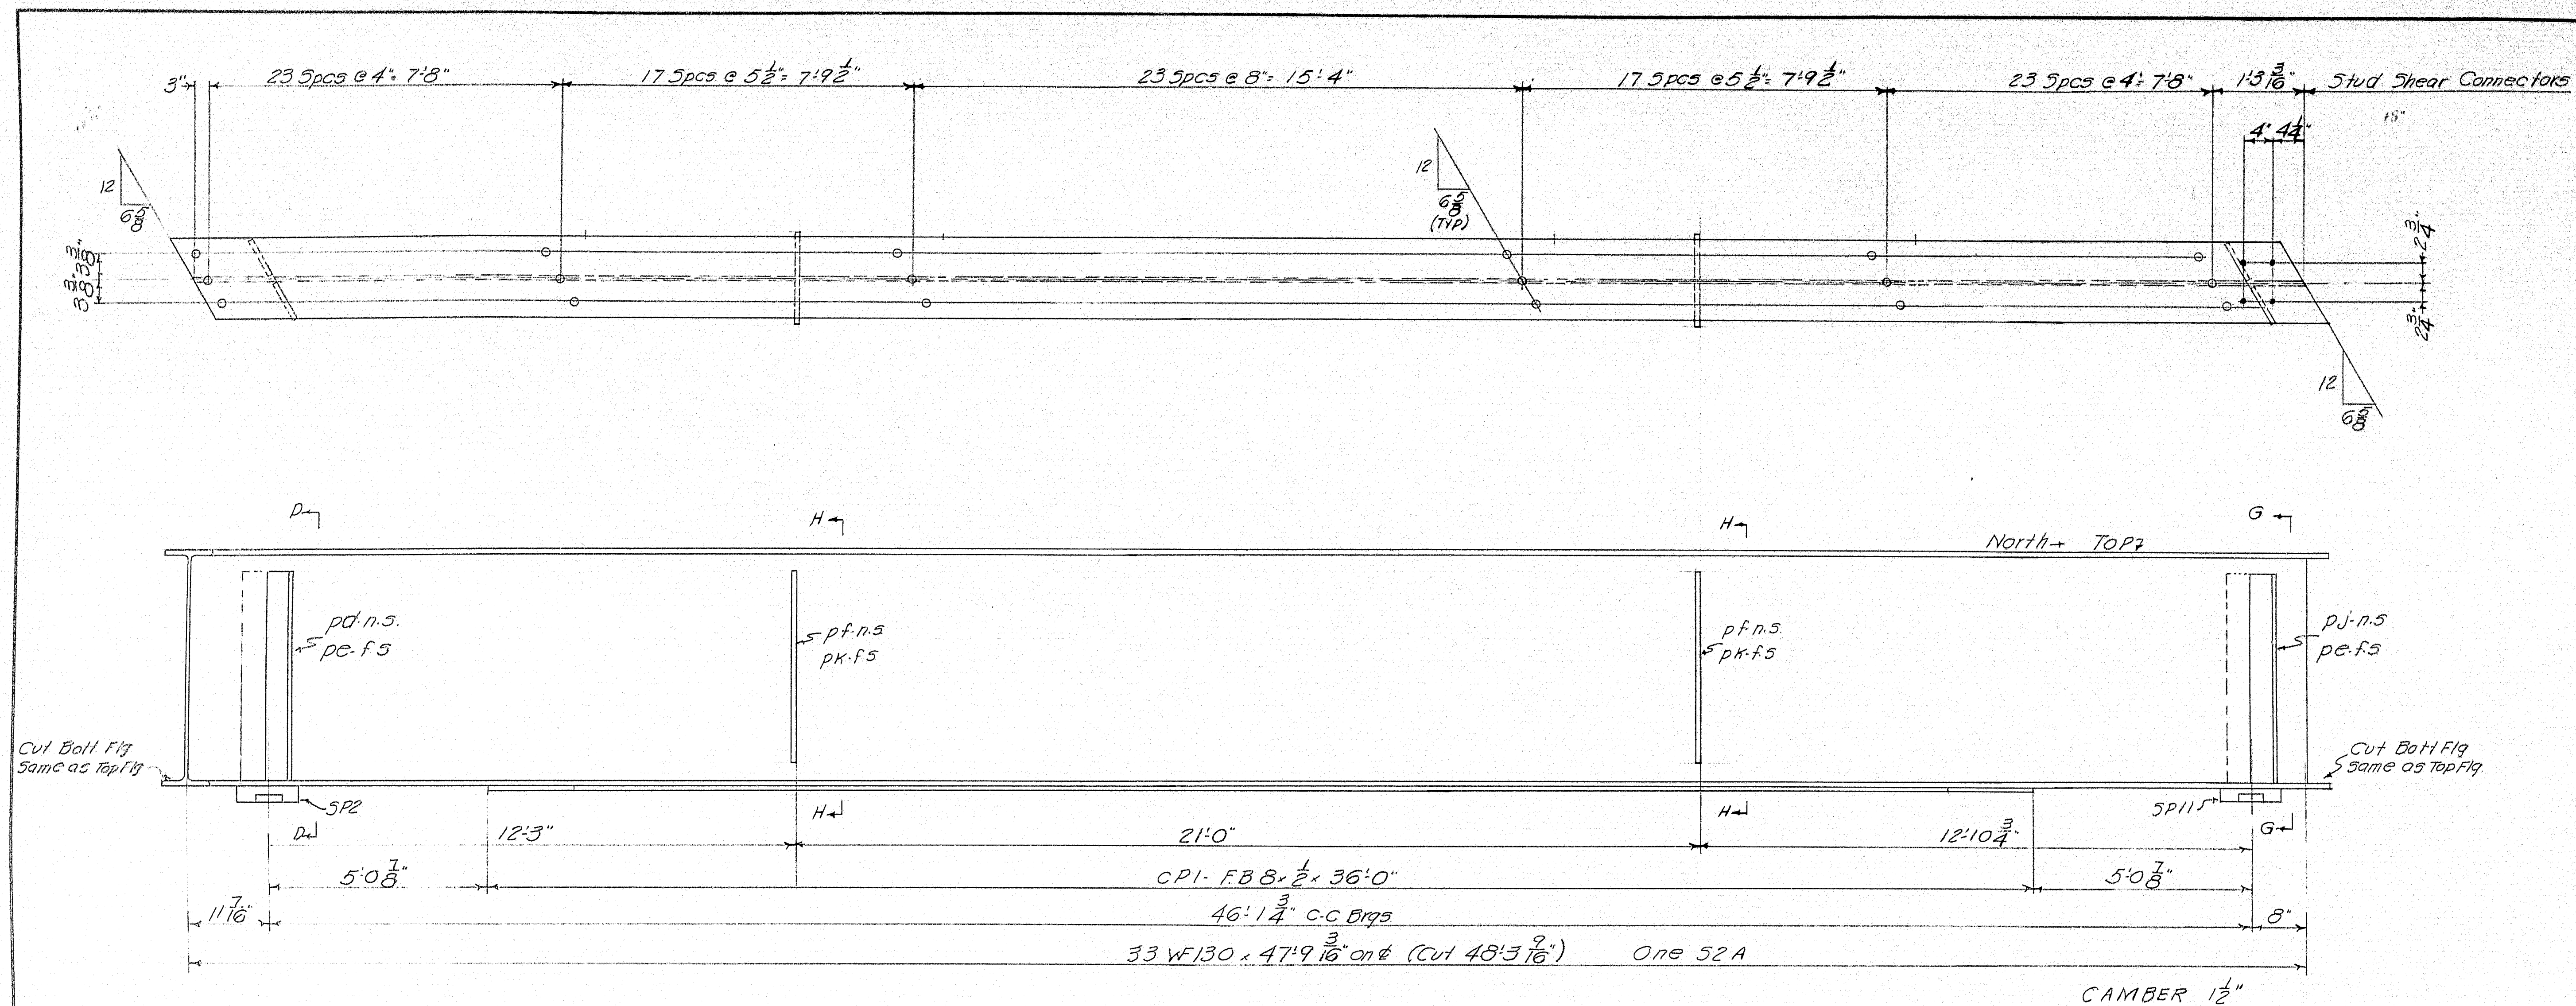 3" 23 Spcs @ 4"= 7'-8" 17 Spcs @ 5 1/2"= 7'-9 1/2" 23 Spcs @ 8"= 15'-4" 17 Spcs @ 5 1/2"= 7'-9 1/2" 23 Spcs @ 4"= 7'-8" 1'-3 3/16" Stud Shear Connectors
4" 4 1/4"
12
6 5/8
12
6 5/8
(TYP)
3 3/8"
3 3/8"
2 3/4"
2 3/4"
12
6 5/8
D H H G
North → TOP
pd-n.s.
pe-f.s
pf-n.s
pk-f.s
pf-n.s.
pk-f.s
pj-n.s
pe-f.s
Cut Bott Flg
Same as Top Flg
Cut Bott Flg
Same as Top Flg.
SP2
SP11
D H H G
12'-3" 21'-0" 12'-10 3/4"
5'-0 7/8" CP1- F.B 8 x 1/2 x 36'-0" 5'-0 7/8"
11 7/16" 46'-1 3/4" C-C Brgs. 8"
33 WF 130 x 47'-9 3/16" on ℄ (Cut 48'-3 9/16") One S2A
CAMBER 1 1/2"